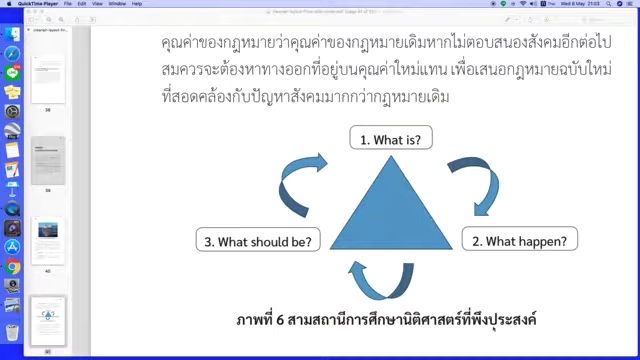 QuickTime Player File Edit View Window Help
Wed 8 May 21:03
คุณค่าของกฎหมายว่าคุณค่าของกฎหมายเดิมหากไม่ตอบสนองสังคมอีกต่อไป
สมควรจะต้องหาทางออกที่อยู่บนคุณค่าใหม่แทน เพื่อเสนอกฎหมายฉบับใหม่
ที่สอดคล้องกับปัญหาสังคมมากกว่ากฎหมายเดิม
1. What is?
3. What should be?
2. What happen?
ภาพที่ 6 สามสถานีการศึกษานิติศาสตร์ที่พึงประสงค์
38
39
40
41